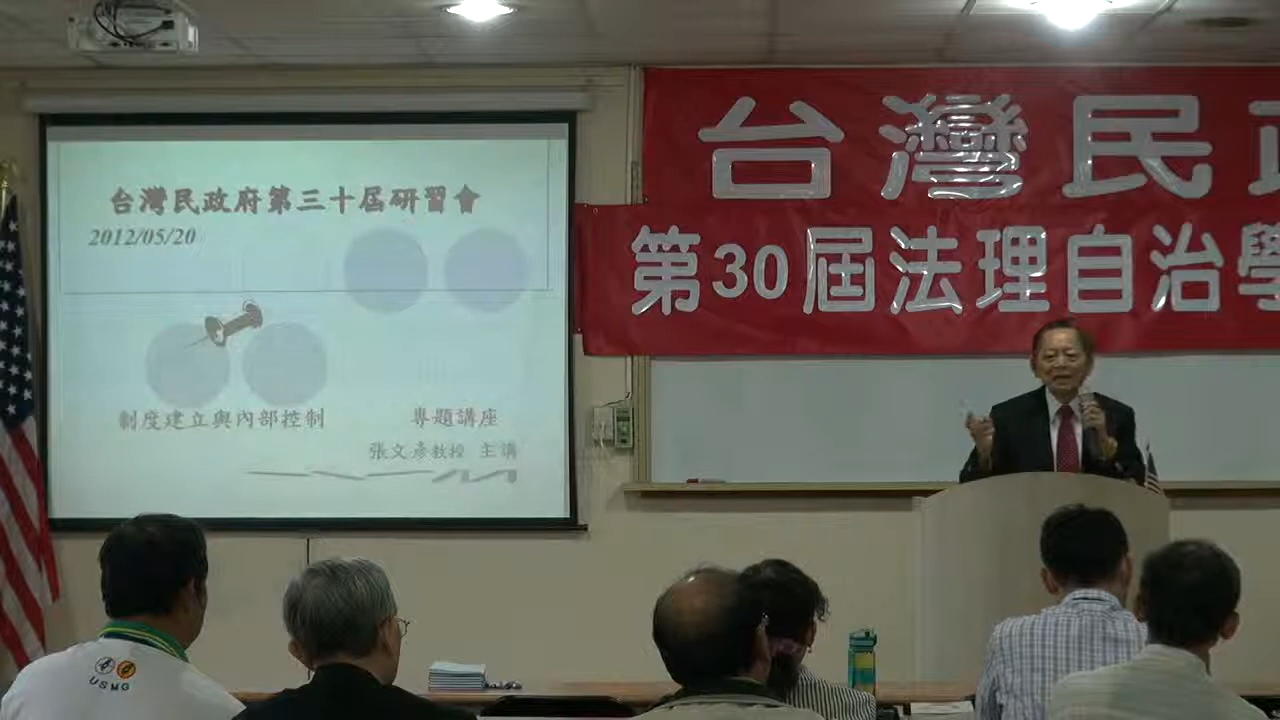 台灣民政府第三十屆研習會
2012/05/20
制度建立與內部控制
專題講座
張文彥教授 主講
台灣民政
第30屆法理自治學
USMG